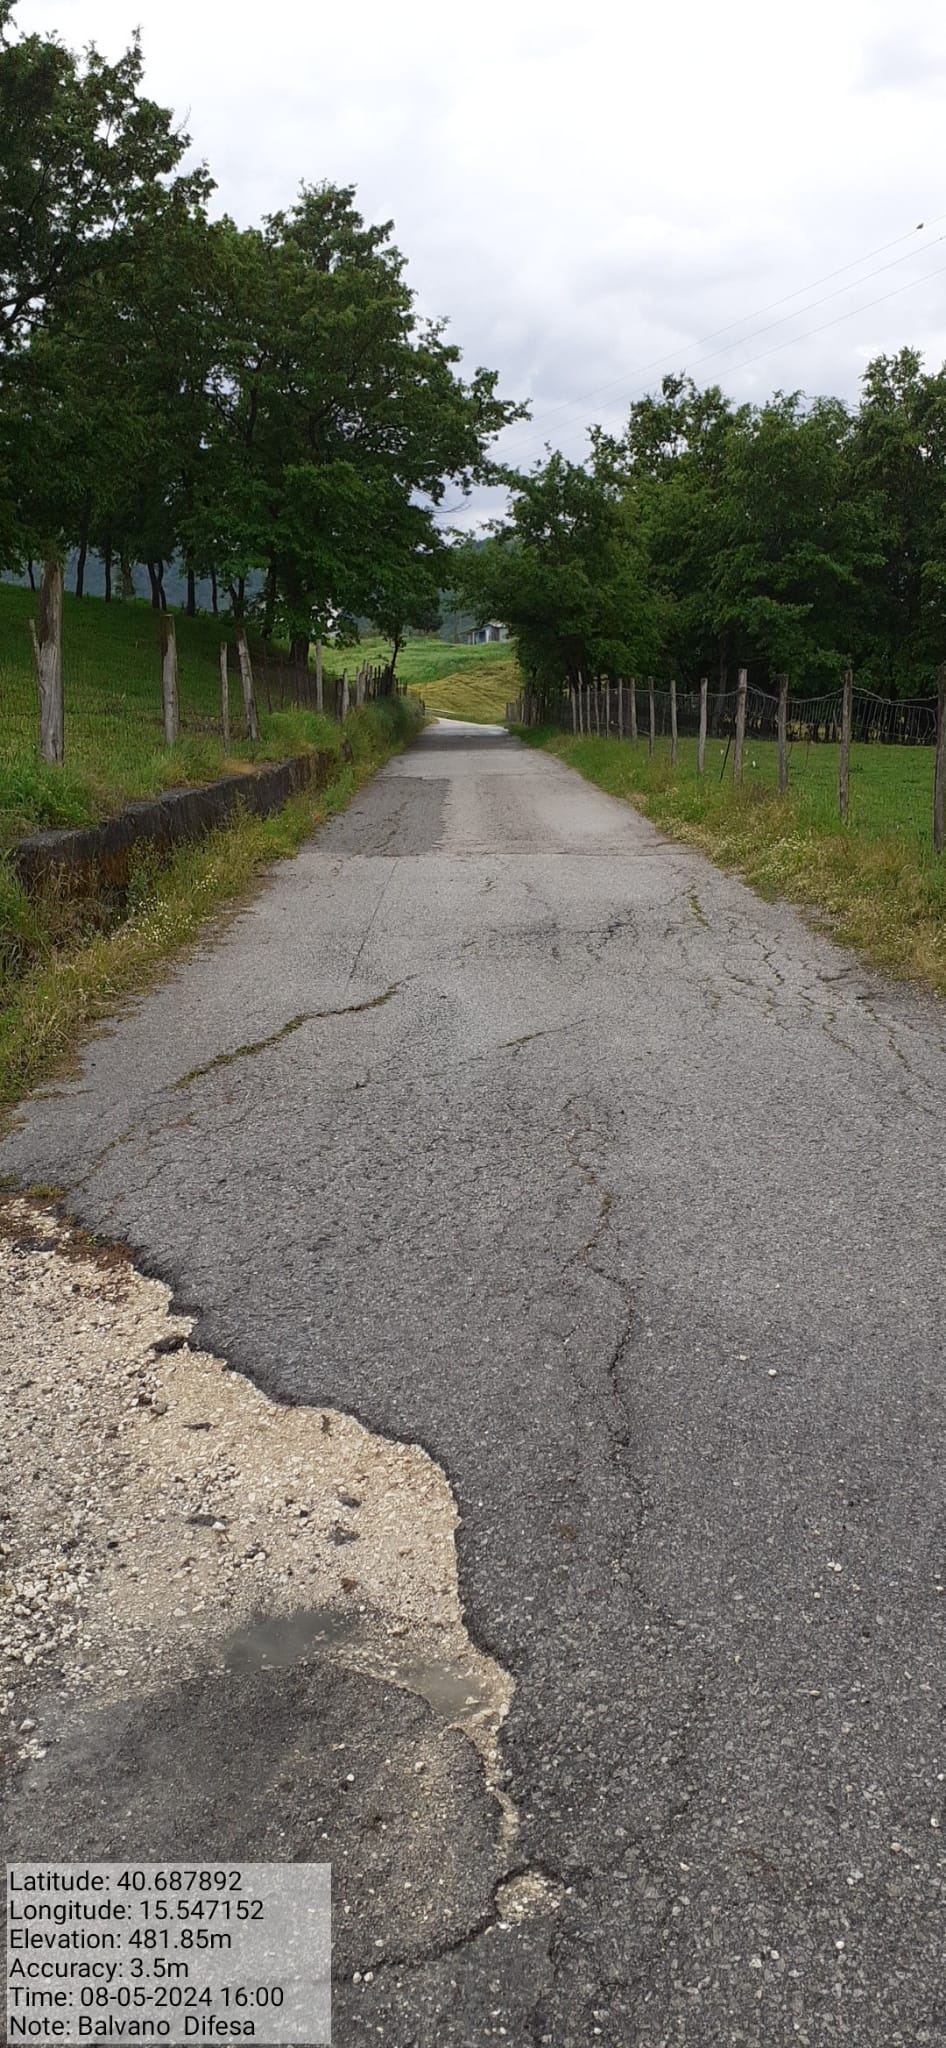 Latitude: 40.687892
Longitude: 15.547152
Elevation: 481.85m
Accuracy: 3.5m
Time: 08-05-2024 16:00
Note: Balvano Difesa